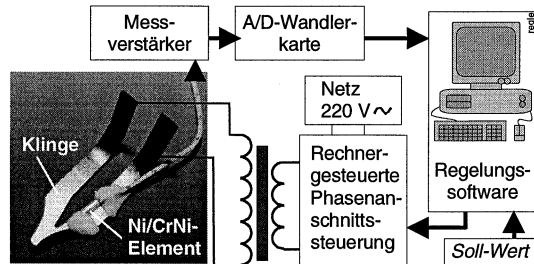 Mess-
verstärker
A/D-Wandler-
karte
regler
Netz
220 V ~
Klinge
Ni/CrNi-
Element
Rechner-
gesteuerte
Phasenan-
schnitts-
steuerung
Regelungs-
software
Soll-Wert